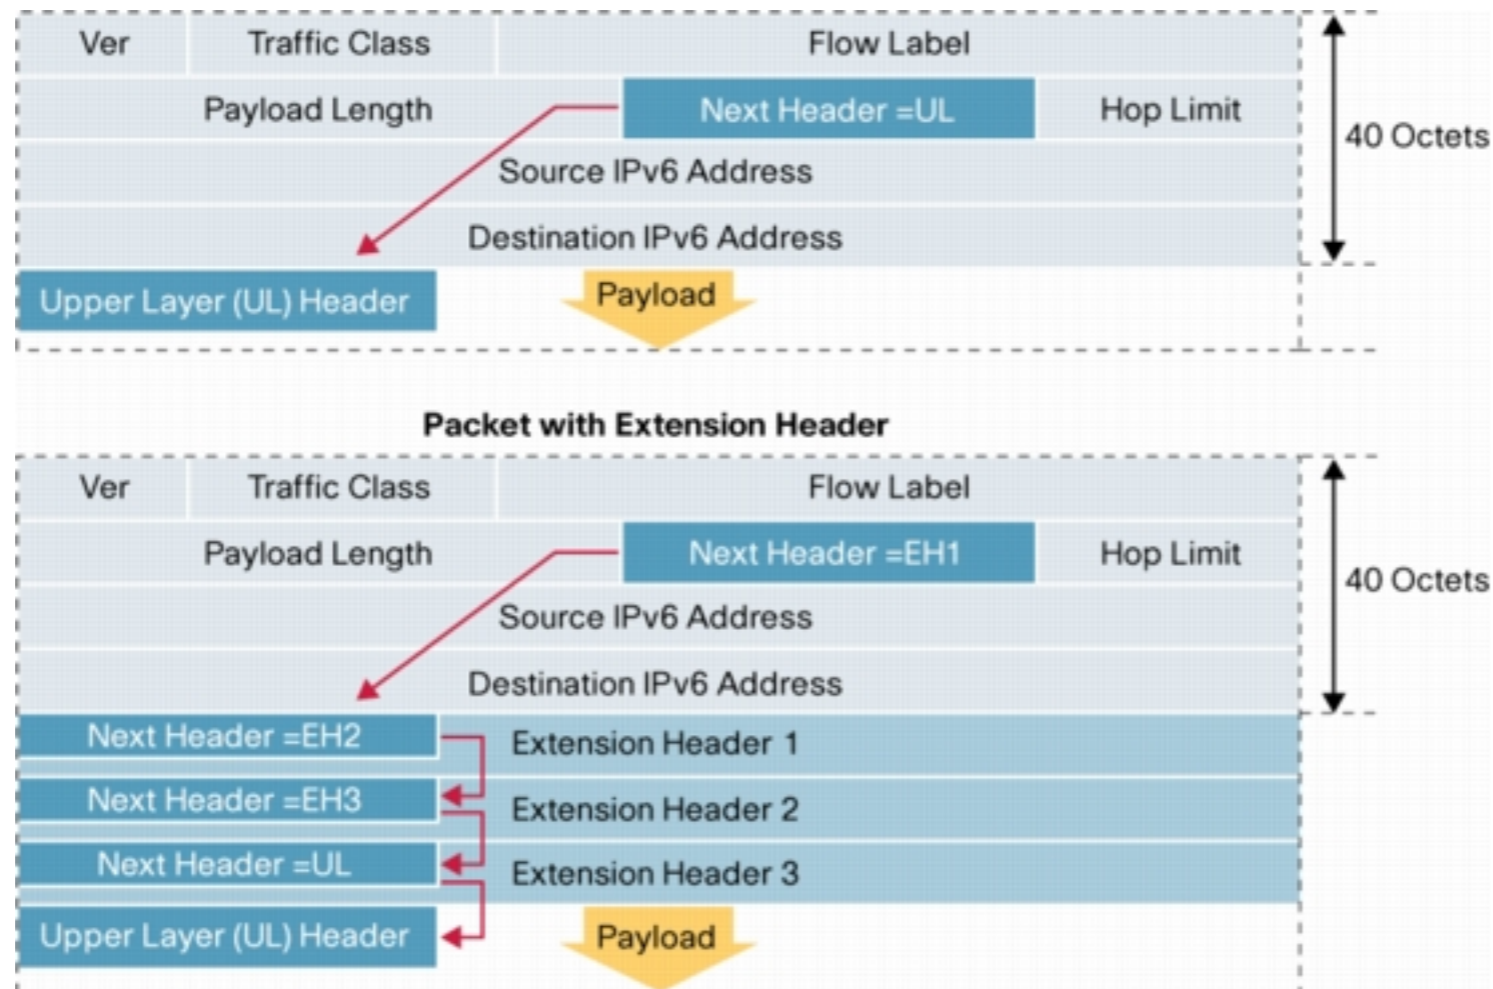 Ver Traffic Class Flow Label
Payload Length Next Header =UL Hop Limit
40 Octets
Source IPv6 Address
Destination IPv6 Address
Upper Layer (UL) Header Payload
Packet with Extension Header
Ver Traffic Class Flow Label
Payload Length Next Header =EH1 Hop Limit
40 Octets
Source IPv6 Address
Destination IPv6 Address
Next Header =EH2 Extension Header 1
Next Header =EH3 Extension Header 2
Next Header =UL Extension Header 3
Upper Layer (UL) Header Payload